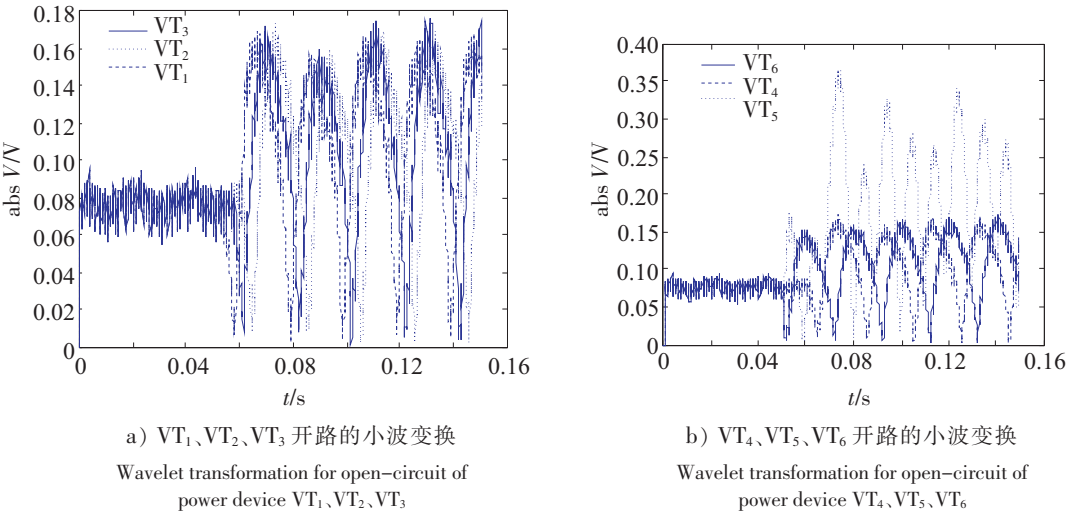 0.18
0.16
0.14
0.12
0.10
0.08
0.06
0.04
0.02
0
abs V/V
VT₃
VT₂
VT₁
0
0.04
0.08
0.12
0.16
t/s
a) VT₁、VT₂、VT₃ 开路的小波变换
Wavelet transformation for open-circuit of
power device VT₁、VT₂、VT₃
0.40
0.35
0.30
0.25
0.20
0.15
0.10
0.05
0
abs V/V
VT₆
VT₄
VT₅
0
0.04
0.08
0.12
0.16
t/s
b) VT₄、VT₅、VT₆ 开路的小波变换
Wavelet transformation for open-circuit of
power device VT₄、VT₅、VT₆